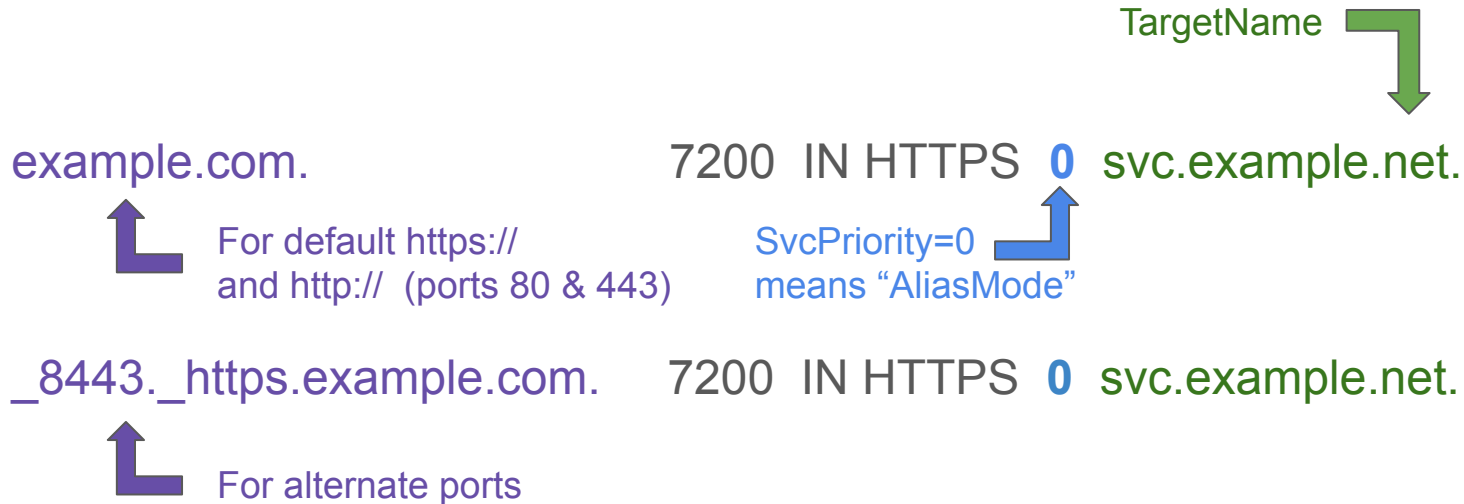 TargetName
example.com. 7200 IN HTTPS 0 svc.example.net.
For default https://
and http:// (ports 80 & 443)
SvcPriority=0
means “AliasMode”
_8443._https.example.com. 7200 IN HTTPS 0 svc.example.net.
For alternate ports